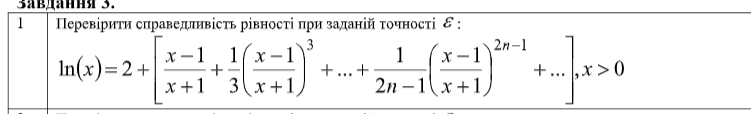 Завдання 3.
1 Перевірити справедливість рівності при заданій точності ε :
ln(x) = 2 + [ (x − 1)/(x + 1) + 1/3 ((x − 1)/(x + 1))^3 + ... + 1/(2n − 1) ((x − 1)/(x + 1))^(2n−1) + ... ], x > 0